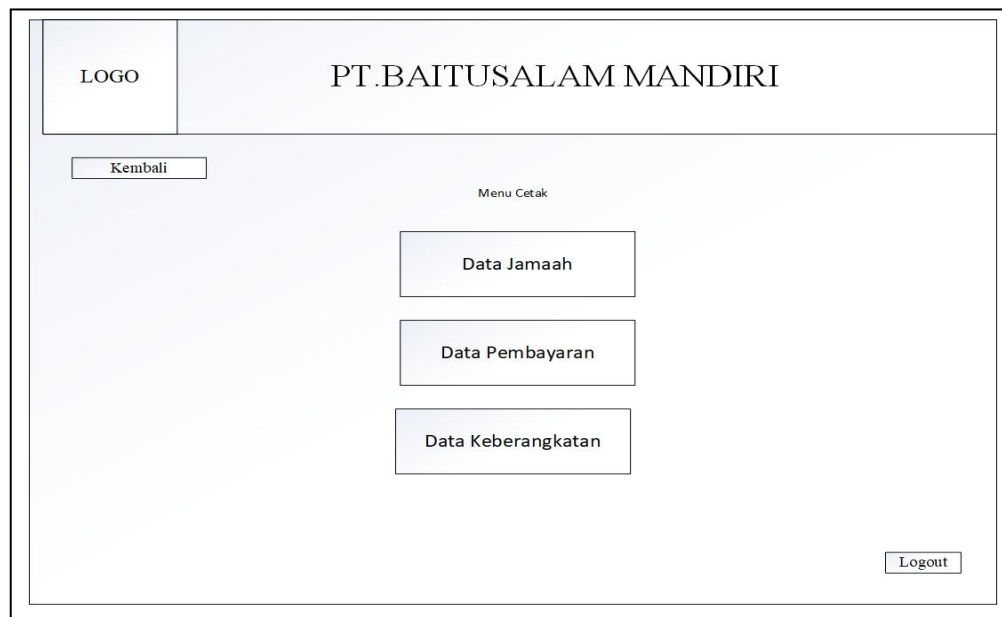 LOGO
PT.BAITUSALAM MANDIRI
Kembali
Menu Cetak
Data Jamaah
Data Pembayaran
Data Keberangkatan
Logout